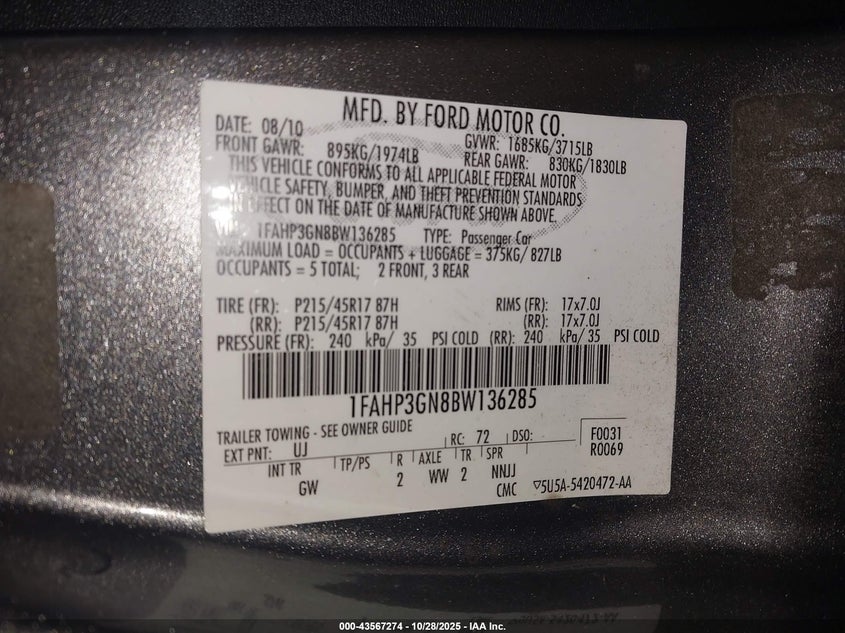 MFD. BY FORD MOTOR CO.
DATE: 08/10 GVWR: 1685KG/3715LB
FRONT GAWR: 895KG/1974LB REAR GAWR: 830KG/1830LB
THIS VEHICLE CONFORMS TO ALL APPLICABLE FEDERAL MOTOR
VEHICLE SAFETY, BUMPER, AND THEFT PREVENTION STANDARDS
IN EFFECT ON THE DATE OF MANUFACTURE SHOWN ABOVE.
1FAHP3GN8BW136285 TYPE: Passenger Car
MAXIMUM LOAD = OCCUPANTS + LUGGAGE = 375KG/ 827LB
OCCUPANTS = 5 TOTAL; 2 FRONT, 3 REAR
TIRE (FR): P215/45R17 87H RIMS (FR): 17x7.0J
(RR): P215/45R17 87H (RR): 17x7.0J
PRESSURE (FR): 240 kPa/ 35 PSI COLD (RR): 240 kPa/ 35 PSI COLD
1FAHP3GN8BW136285
TRAILER TOWING - SEE OWNER GUIDE
EXT PNT: UJ RC: 72 DSO: F0031
R0069
INT TR TP/PS R AXLE TR SPR
GW 2 WW 2 NNJJ
CMC ▽5U5A-5420472-AA
000-43567274 - 10/28/2025 - IAA Inc.